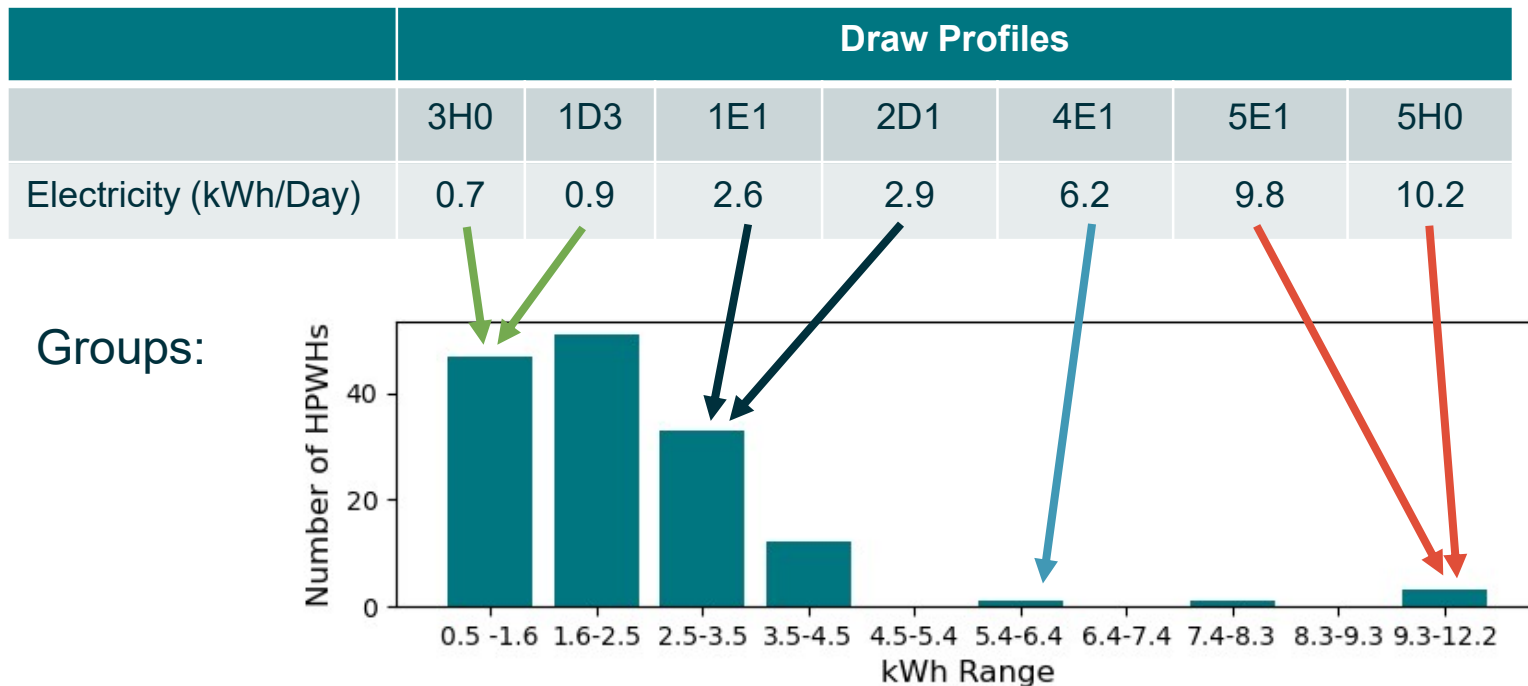 Draw Profiles
3H0 1D3 1E1 2D1 4E1 5E1 5H0
Electricity (kWh/Day) 0.7 0.9 2.6 2.9 6.2 9.8 10.2
Groups:
Number of HPWHs
40
20
0
0.5 -1.6 1.6-2.5 2.5-3.5 3.5-4.5 4.5-5.4 5.4-6.4 6.4-7.4 7.4-8.3 8.3-9.3 9.3-12.2
kWh Range